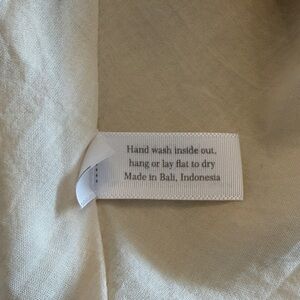 Hand wash inside out,
hang or lay flat to dry
Made in Bali, Indonesia